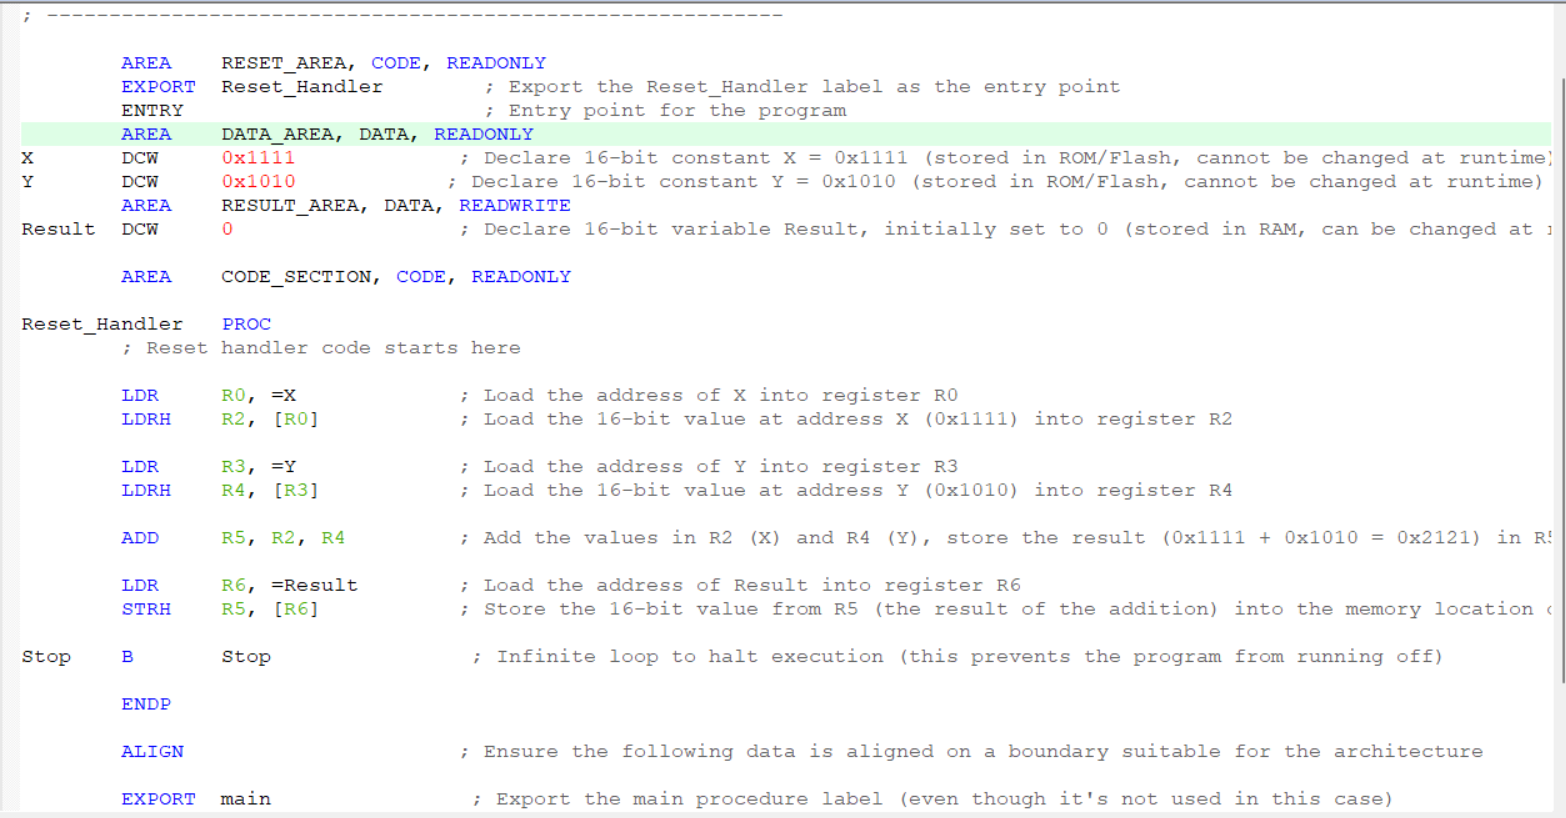 ; -----------------------------------------------------------
AREA RESET_AREA, CODE, READONLY
EXPORT Reset_Handler ; Export the Reset_Handler label as the entry point
ENTRY ; Entry point for the program
AREA DATA_AREA, DATA, READONLY
X DCW 0x1111 ; Declare 16-bit constant X = 0x1111 (stored in ROM/Flash, cannot be changed at runtime)
Y DCW 0x1010 ; Declare 16-bit constant Y = 0x1010 (stored in ROM/Flash, cannot be changed at runtime)
AREA RESULT_AREA, DATA, READWRITE
Result DCW 0 ; Declare 16-bit variable Result, initially set to 0 (stored in RAM, can be changed at
AREA CODE_SECTION, CODE, READONLY
Reset_Handler PROC
; Reset handler code starts here
LDR R0, =X ; Load the address of X into register R0
LDRH R2, [R0] ; Load the 16-bit value at address X (0x1111) into register R2
LDR R3, =Y ; Load the address of Y into register R3
LDRH R4, [R3] ; Load the 16-bit value at address Y (0x1010) into register R4
ADD R5, R2, R4 ; Add the values in R2 (X) and R4 (Y), store the result (0x1111 + 0x1010 = 0x2121) in R5
LDR R6, =Result ; Load the address of Result into register R6
STRH R5, [R6] ; Store the 16-bit value from R5 (the result of the addition) into the memory location
Stop B Stop ; Infinite loop to halt execution (this prevents the program from running off)
ENDP
ALIGN ; Ensure the following data is aligned on a boundary suitable for the architecture
EXPORT main ; Export the main procedure label (even though it's not used in this case)